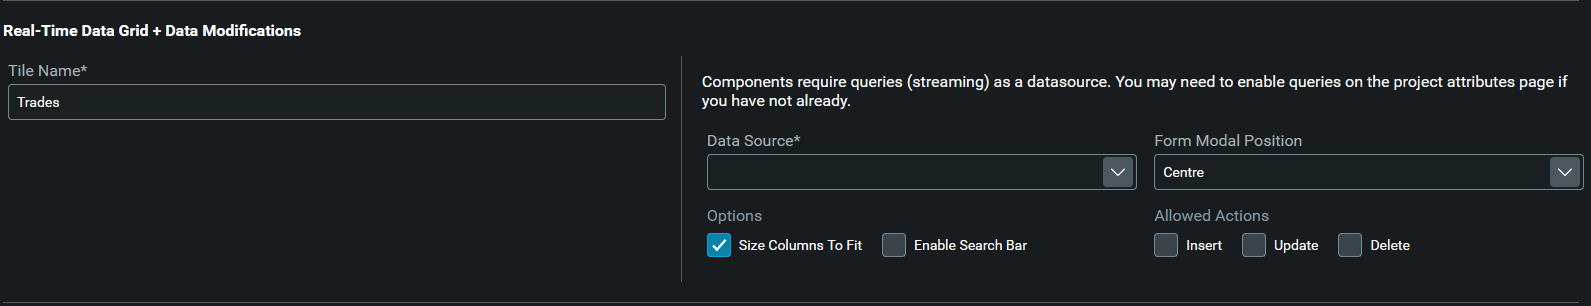 Real-Time Data Grid + Data Modifications
Tile Name*
Trades
Components require queries (streaming) as a datasource. You may need to enable queries on the project attributes page if
you have not already.
Data Source*
Form Modal Position
Centre
Options
Allowed Actions
Size Columns To Fit
Enable Search Bar
Insert
Update
Delete